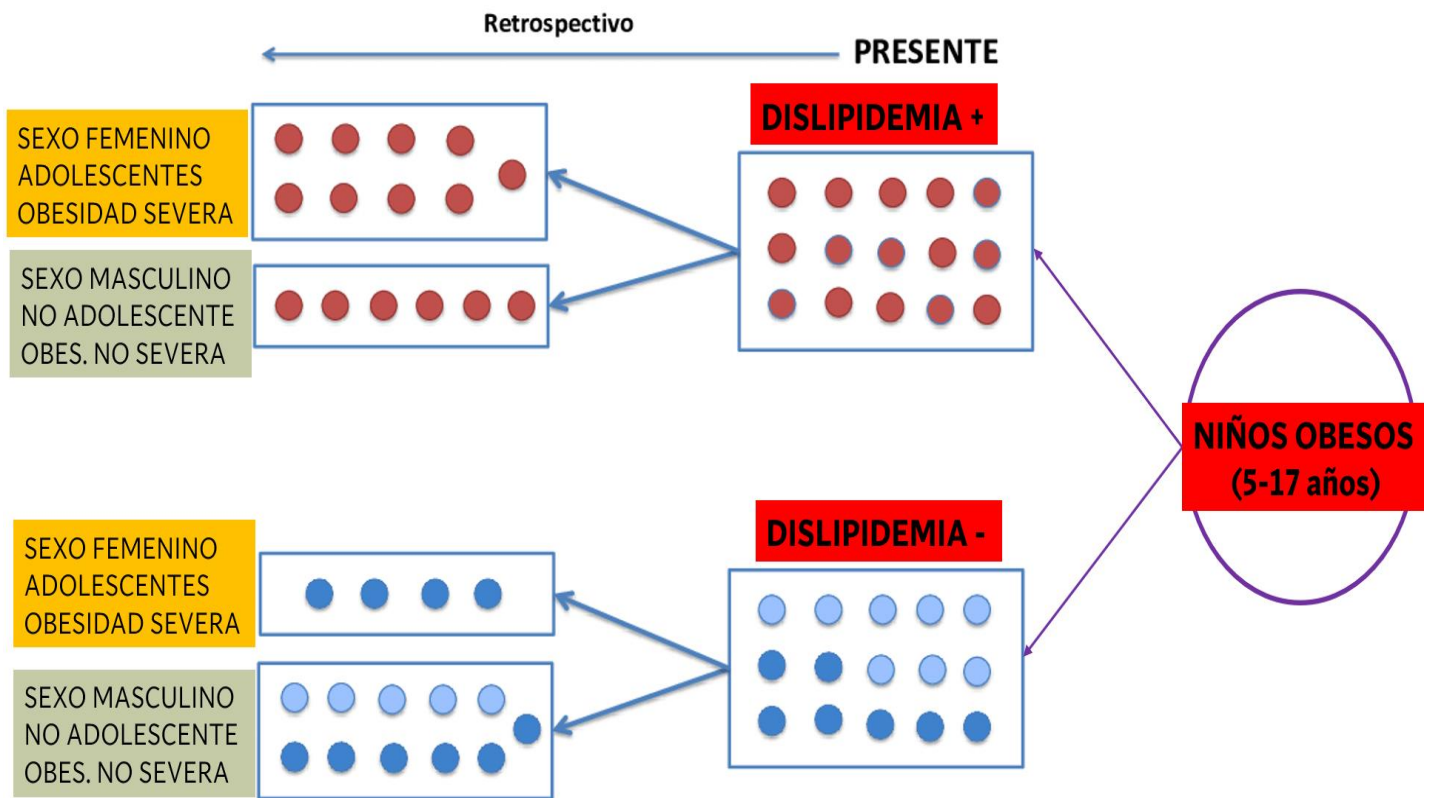 Retrospectivo
PRESENTE
DISLIPIDEMIA +
SEXO FEMENINO
ADOLESCENTES
OBESIDAD SEVERA
SEXO MASCULINO
NO ADOLESCENTE
OBES. NO SEVERA
NIÑOS OBESOS
(5-17 años)
DISLIPIDEMIA -
SEXO FEMENINO
ADOLESCENTES
OBESIDAD SEVERA
SEXO MASCULINO
NO ADOLESCENTE
OBES. NO SEVERA